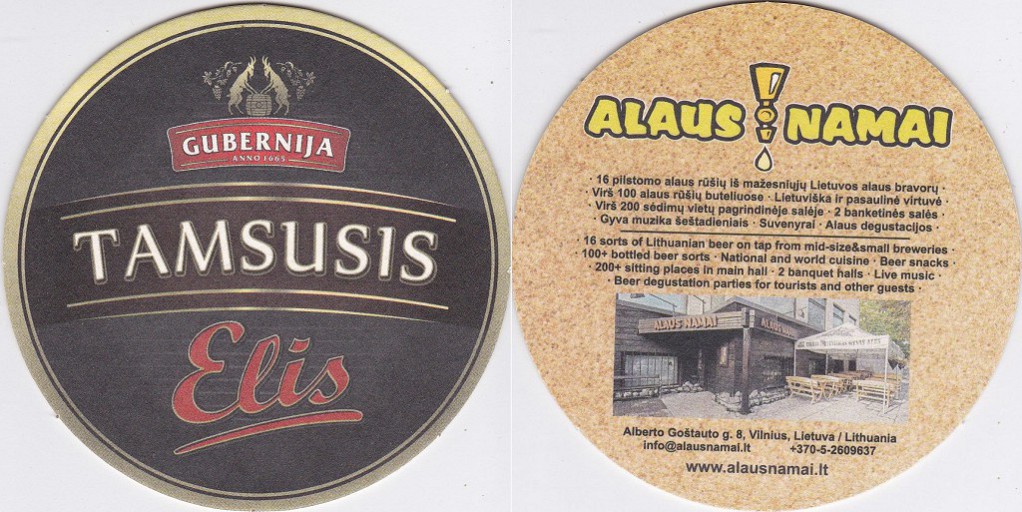 GUBERNIJA
ANNO 1665
TAMSUSIS
Elis
ALAUS NAMAI
· 16 pilstomo alaus rūšių iš mažesniųjų Lietuvos alaus bravorų ·
· Virš 100 alaus rūšių buteliuose · Lietuviška ir pasaulinė virtuvė ·
· Virš 200 sėdimų vietų pagrindinėje salėje · 2 banketinės salės ·
· Gyva muzika šeštadieniais · Suvenyrai · Alaus degustacijos ·
· 16 sorts of Lithuanian beer on tap from mid-size&small breweries ·
· 100+ bottled beer sorts · National and world cuisine · Beer snacks ·
· 200+ sitting places in main hall · 2 banquet halls · Live music ·
· Beer degustation parties for tourists and other guests ·
ALAUS NAMAI
ALAUS NAMAI
Alberto Goštauto g. 8, Vilnius, Lietuva / Lithuania
info@alausnamai.lt +370-5-2609637
www.alausnamai.lt